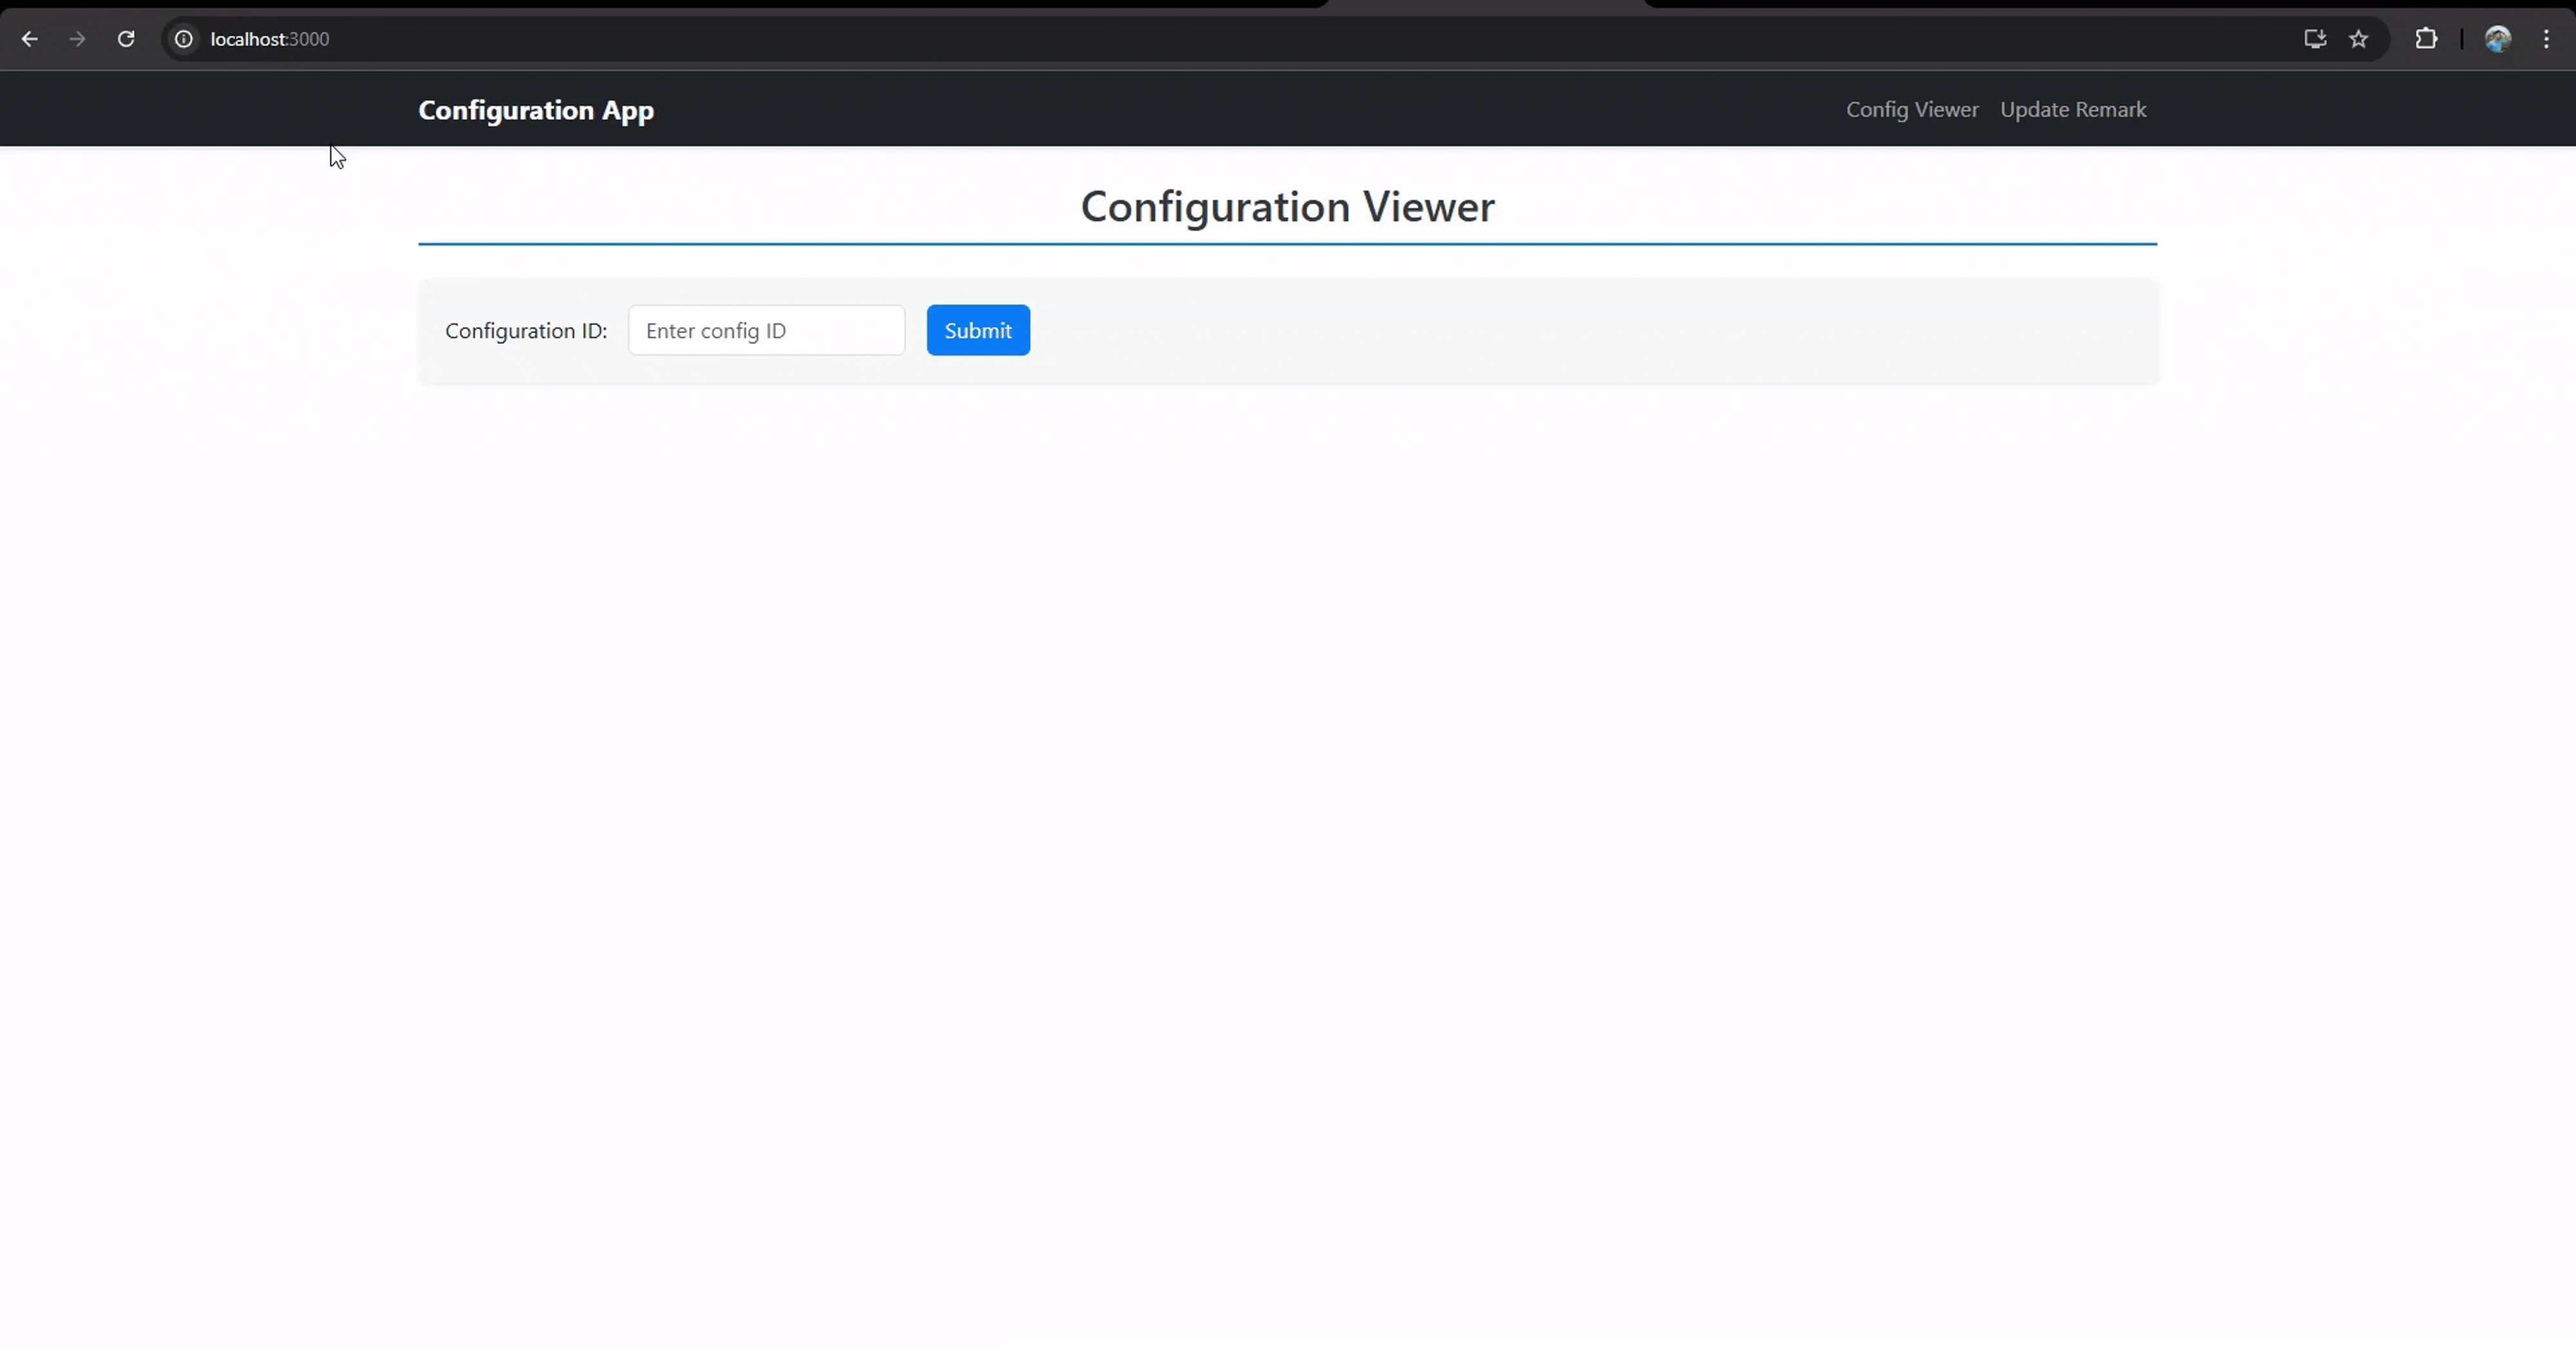 localhost:3000
Configuration App
Config Viewer Update Remark
Configuration Viewer
Configuration ID: Enter config ID Submit